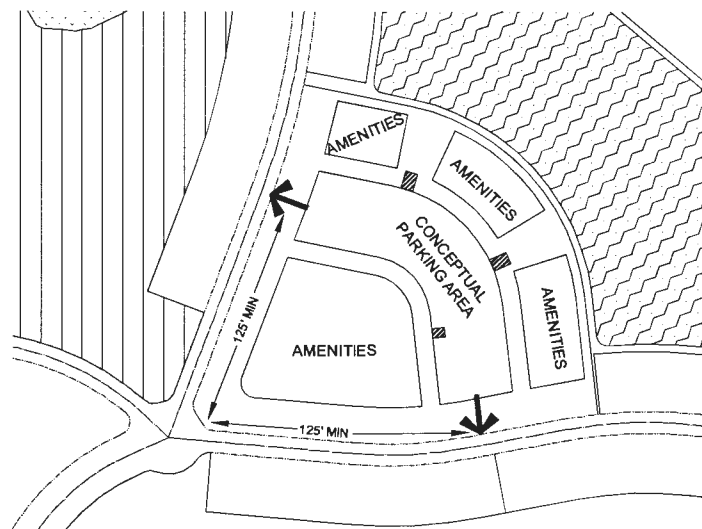 AMENITIES
AMENITIES
CONCEPTUAL
PARKING AREA
AMENITIES
125' MIN
AMENITIES
125' MIN